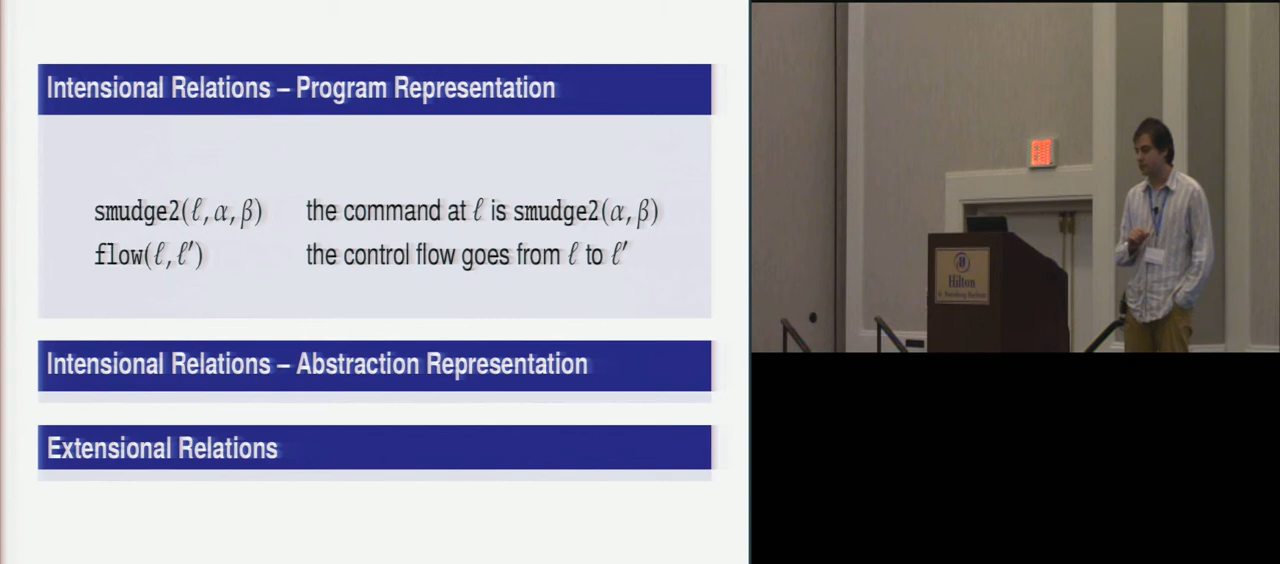 Intensional Relations – Program Representation
smudge2(ℓ, α, β) the command at ℓ is smudge2(α, β)
flow(ℓ, ℓ′) the control flow goes from ℓ to ℓ′
Intensional Relations – Abstraction Representation
Extensional Relations
Hilton